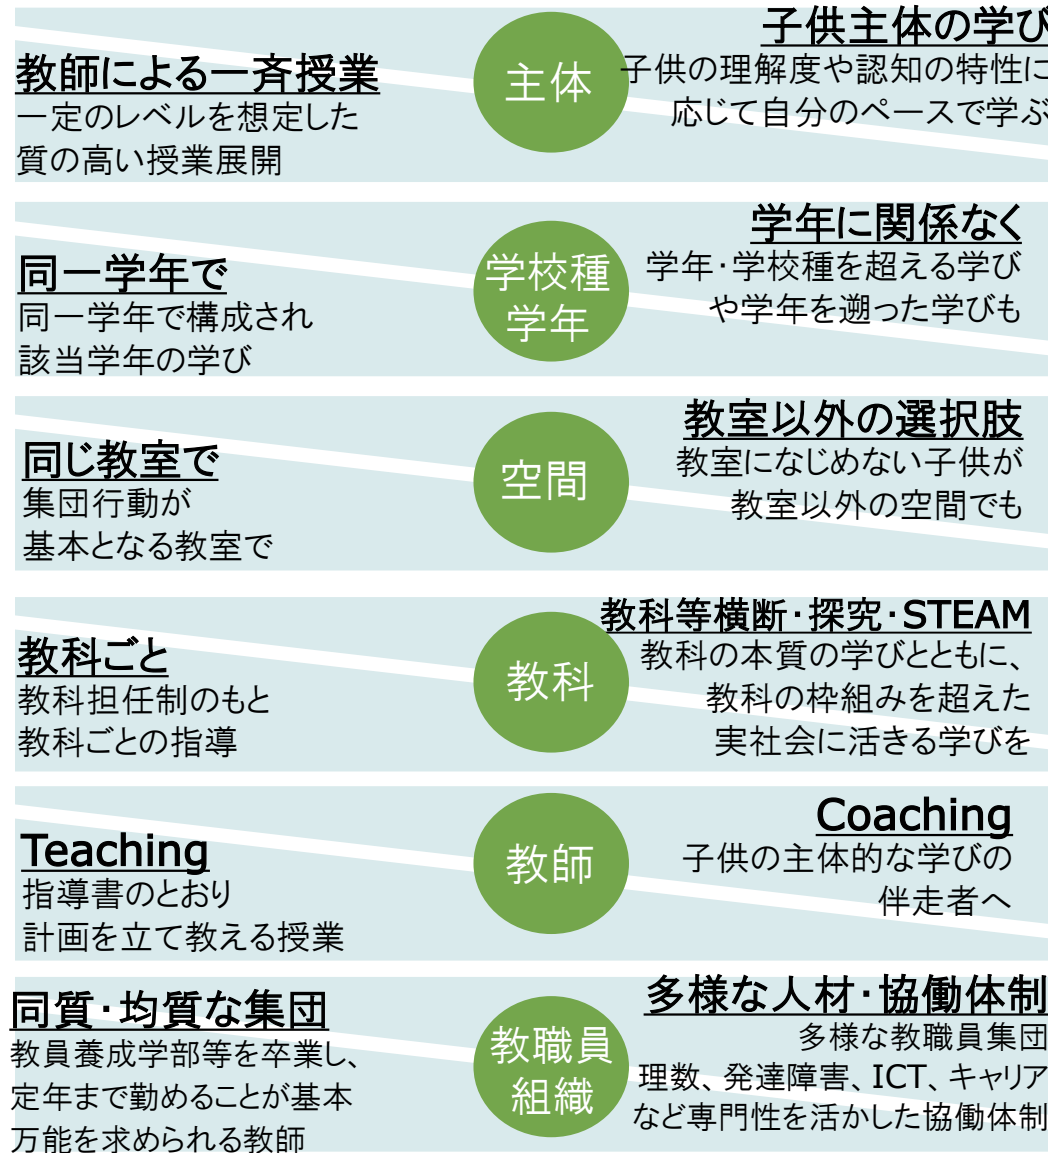 教師による一斉授業
一定のレベルを想定した
質の高い授業展開
主体
子供主体の学び
子供の理解度や認知の特性に
応じて自分のペースで学ぶ
同一学年で
同一学年で構成され
該当学年の学び
学校種
学年
学年に関係なく
学年・学校種を超える学び
や学年を遡った学びも
同じ教室で
集団行動が
基本となる教室で
空間
教室以外の選択肢
教室になじめない子供が
教室以外の空間でも
教科ごと
教科担任制のもと
教科ごとの指導
教科
教科等横断・探究・STEAM
教科の本質の学びとともに、
教科の枠組みを超えた
実社会に活きる学びを
Teaching
指導書のとおり
計画を立て教える授業
教師
Coaching
子供の主体的な学びの
伴走者へ
同質・均質な集団
教員養成学部等を卒業し、
定年まで勤めることが基本
万能を求められる教師
教職員
組織
多様な人材・協働体制
多様な教職員集団
理数、発達障害、ICT、キャリア
など専門性を活かした協働体制